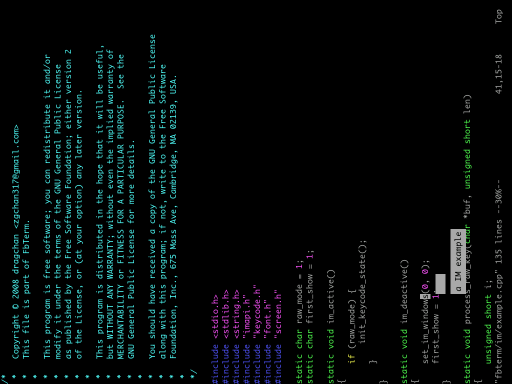 /*
 *   Copyright © 2008 dragchan <zgchan317@gmail.com>
 *   This file is part of FbTerm.
 *
 *   This program is free software; you can redistribute it and/or
 *   modify it under the terms of the GNU General Public License
 *   as published by the Free Software Foundation; either version 2
 *   of the License, or (at your option) any later version.
 *
 *   This program is distributed in the hope that it will be useful,
 *   but WITHOUT ANY WARRANTY; without even the implied warranty of
 *   MERCHANTABILITY or FITNESS FOR A PARTICULAR PURPOSE.  See the
 *   GNU General Public License for more details.
 *
 *   You should have received a copy of the GNU General Public License
 *   along with this program; if not, write to the Free Software
 *   Foundation, Inc., 675 Mass Ave, Cambridge, MA 02139, USA.
 *
 */
#include <stdio.h>
#include <stdlib.h>
#include <string.h>
#include "imapi.h"
#include "keycode.h"
#include "font.h"
#include "screen.h"
static char raw_mode = 1;
static char first_show = 1;
static void im_active()
{
if (raw_mode) {
init_keycode_state();
}
}
static void im_deactive()
{
set_im_window(0, 0);
first_show = 1;
}
a IM example
static void process_raw_key(char *buf, unsigned short len)
{
unsigned short i;
"fbterm/im/example.cpp" 135 lines --30%-- 41,15-18 Top